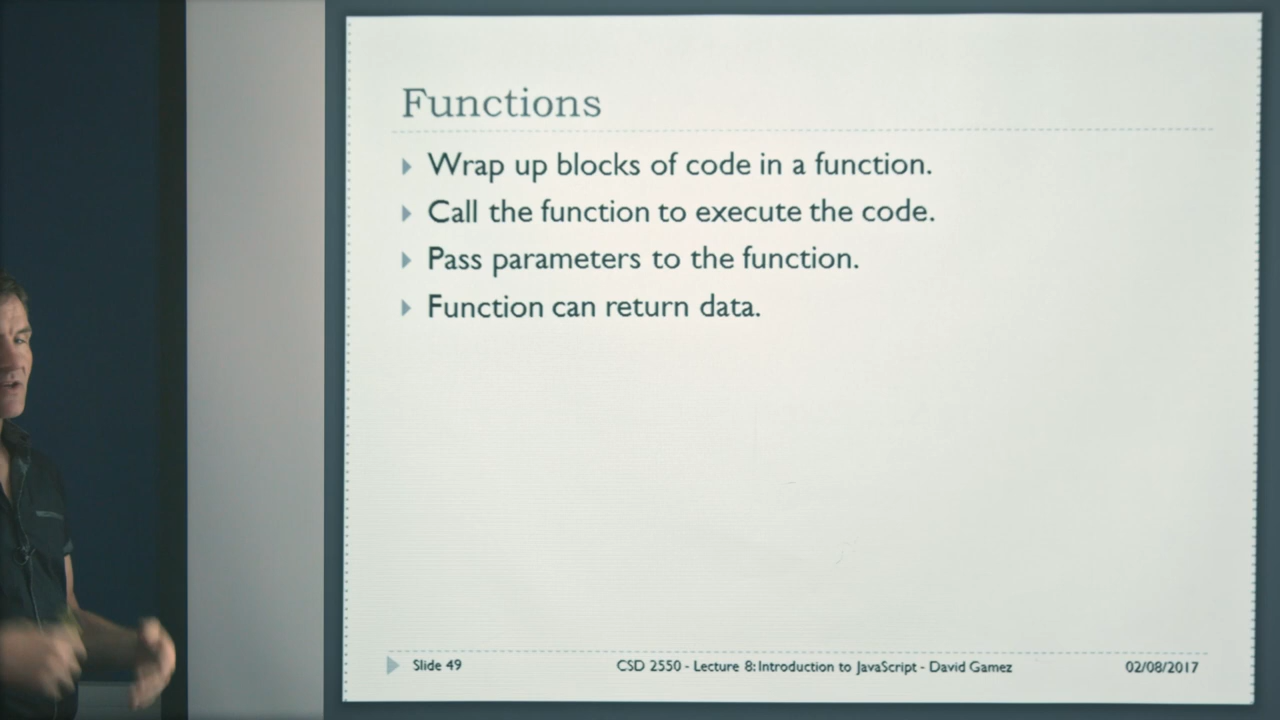 Functions
Wrap up blocks of code in a function.
Call the function to execute the code.
Pass parameters to the function.
Function can return data.
Slide 49 CSD 2550 - Lecture 8: Introduction to JavaScript - David Gamez 02/08/2017